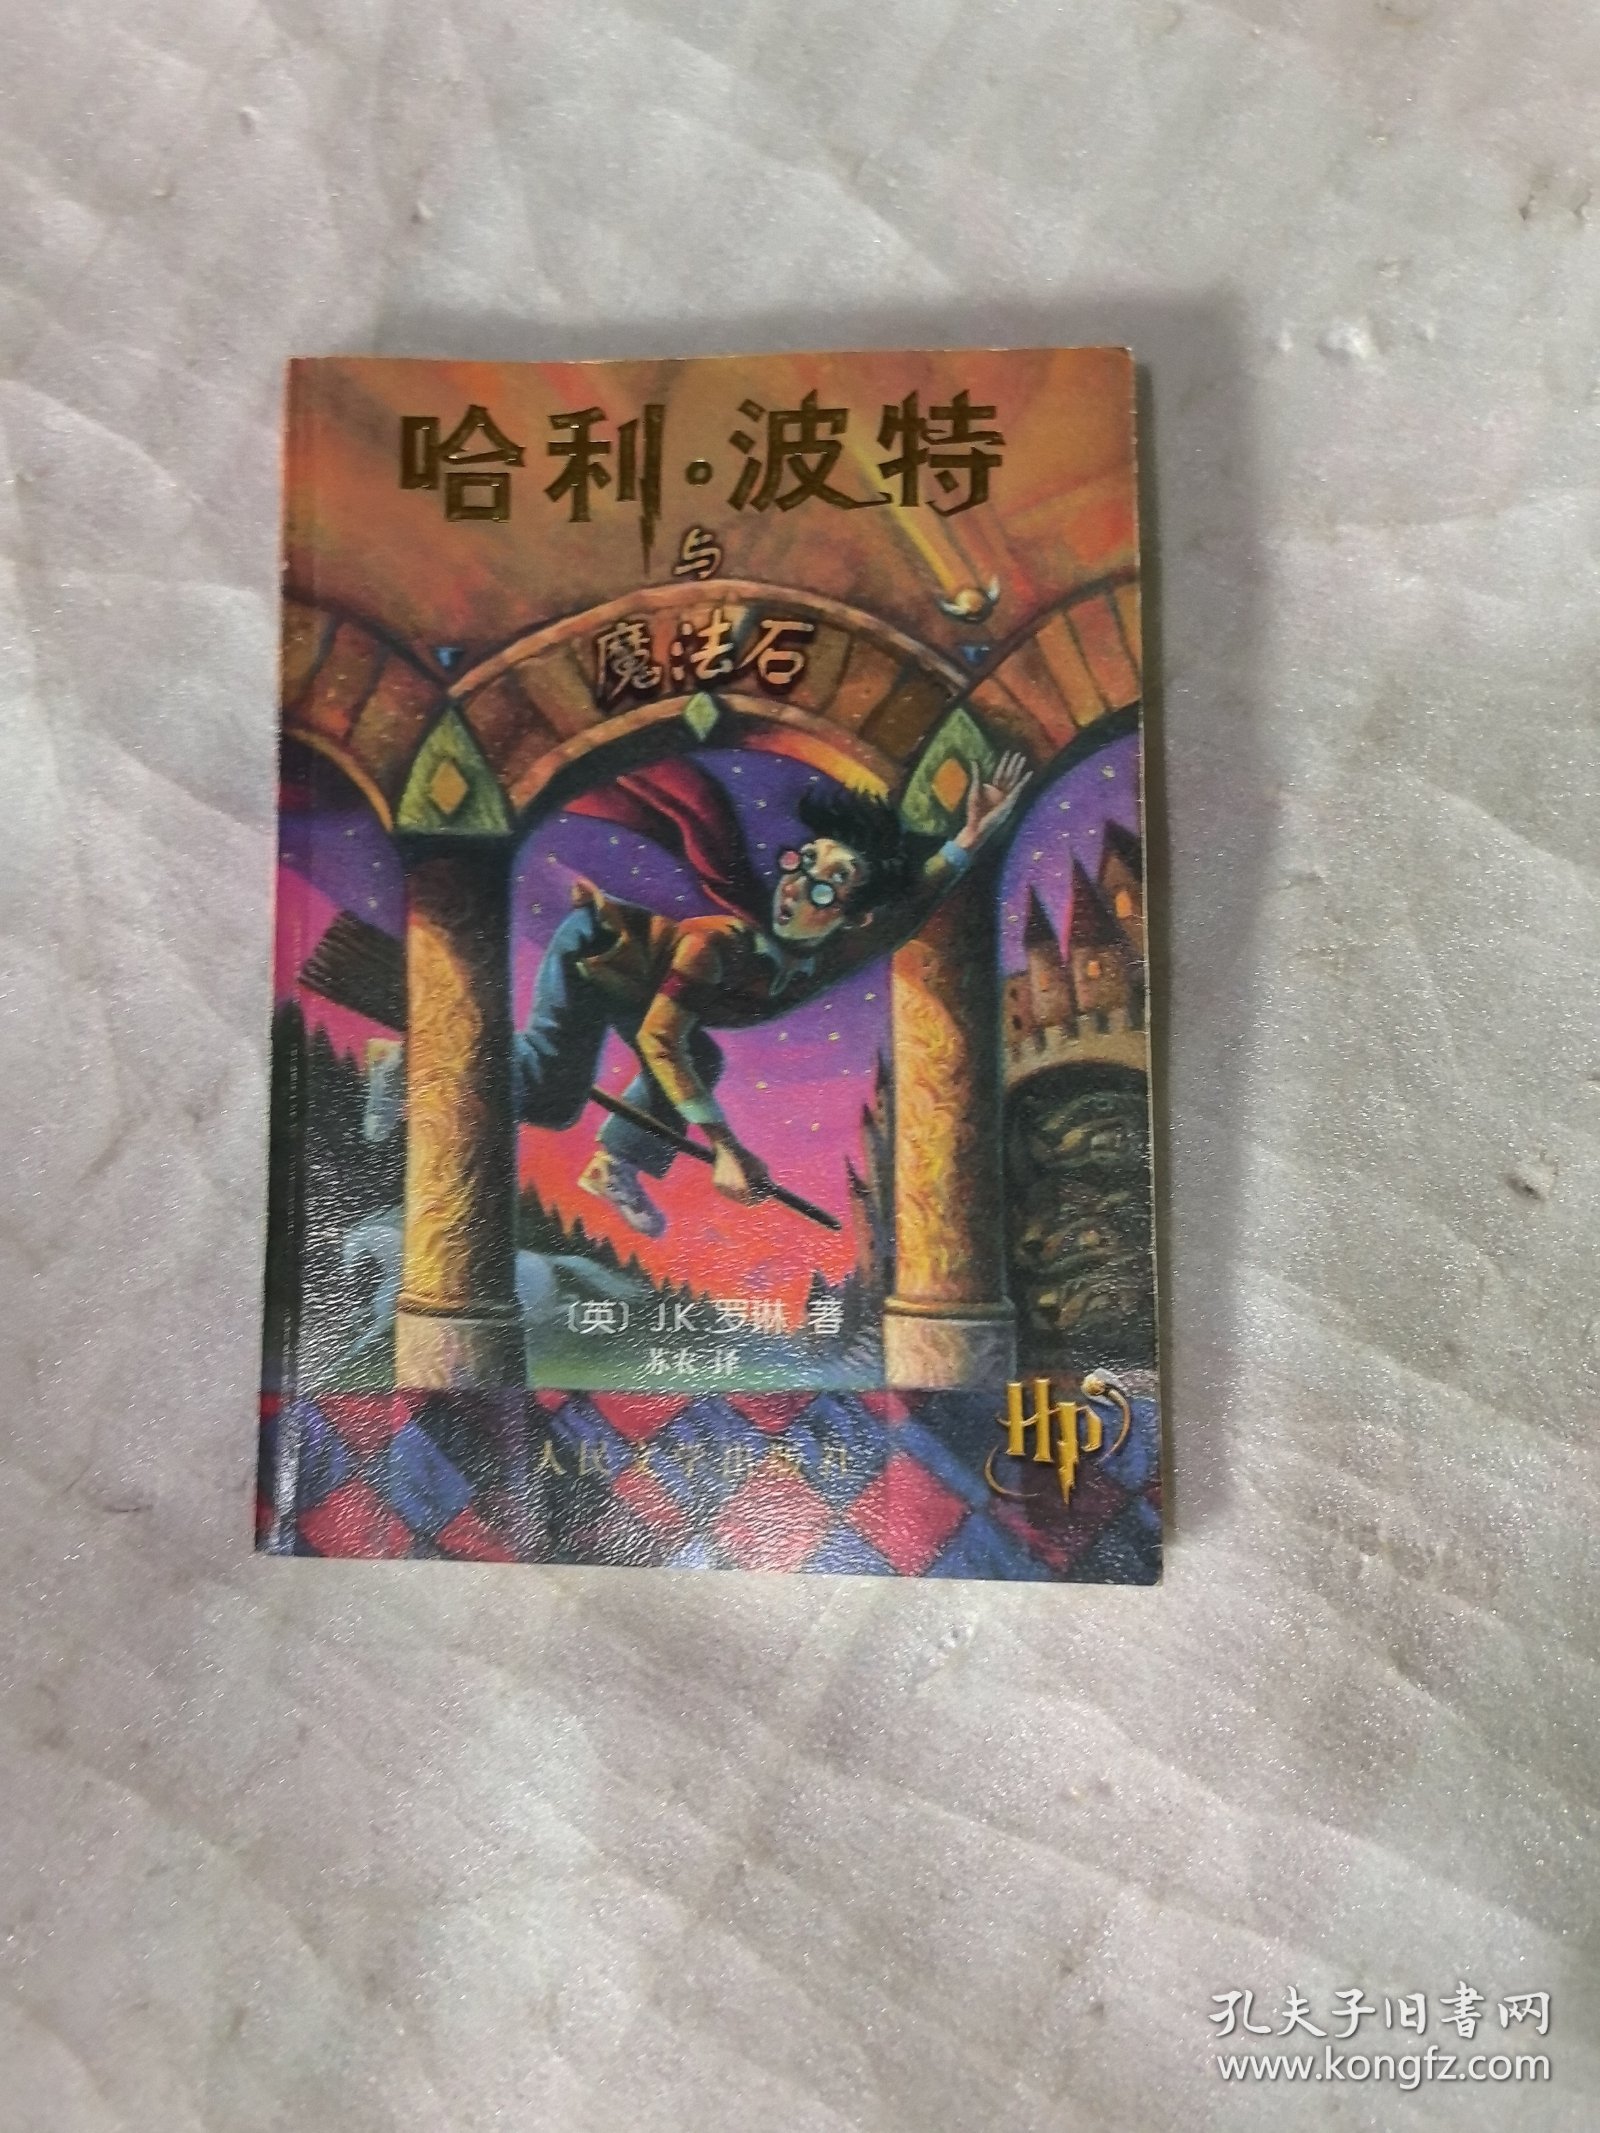 哈利·波特
与
魔法石
〔英〕J.K.罗琳 著
苏农 译
人民文学出版社
HP
孔夫子旧书网
www.kongfz.com